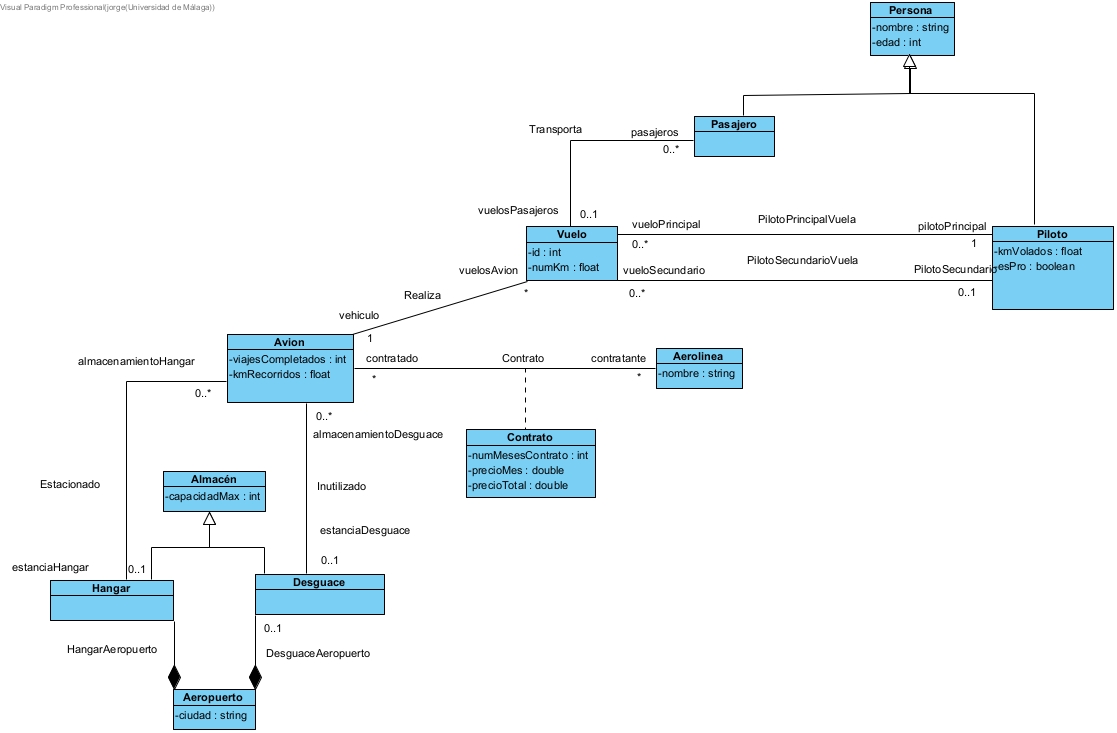 Visual Paradigm Professional(jorge(Universidad de Málaga))
Persona
-nombre : string
-edad : int
Pasajero
Transporta
pasajeros
0..*
vuelosPasajeros
0..1
Vuelo
-id : int
-numKm : float
vueloPrincipal
0..*
PilotoPrincipalVuela
pilotoPrincipal
1
Piloto
-kmVolados : float
-esPro : boolean
vuelosAvion
*
vueloSecundario
0..*
PilotoSecundarioVuela
PilotoSecundario
0..1
Realiza
vehiculo
1
Avion
-viajesCompletados : int
-kmRecorridos : float
contratado
*
Contrato
contratante
*
Aerolinea
-nombre : string
almacenamientoHangar
0..*
0..*
almacenamientoDesguace
Contrato
-numMesesContrato : int
-precioMes : double
-precioTotal : double
Almacén
-capacidadMax : int
Estacionado
Inutilizado
estanciaDesguace
0..1
estanciaHangar
0..1
Hangar
Desguace
0..1
HangarAeropuerto
DesguaceAeropuerto
Aeropuerto
-ciudad : string